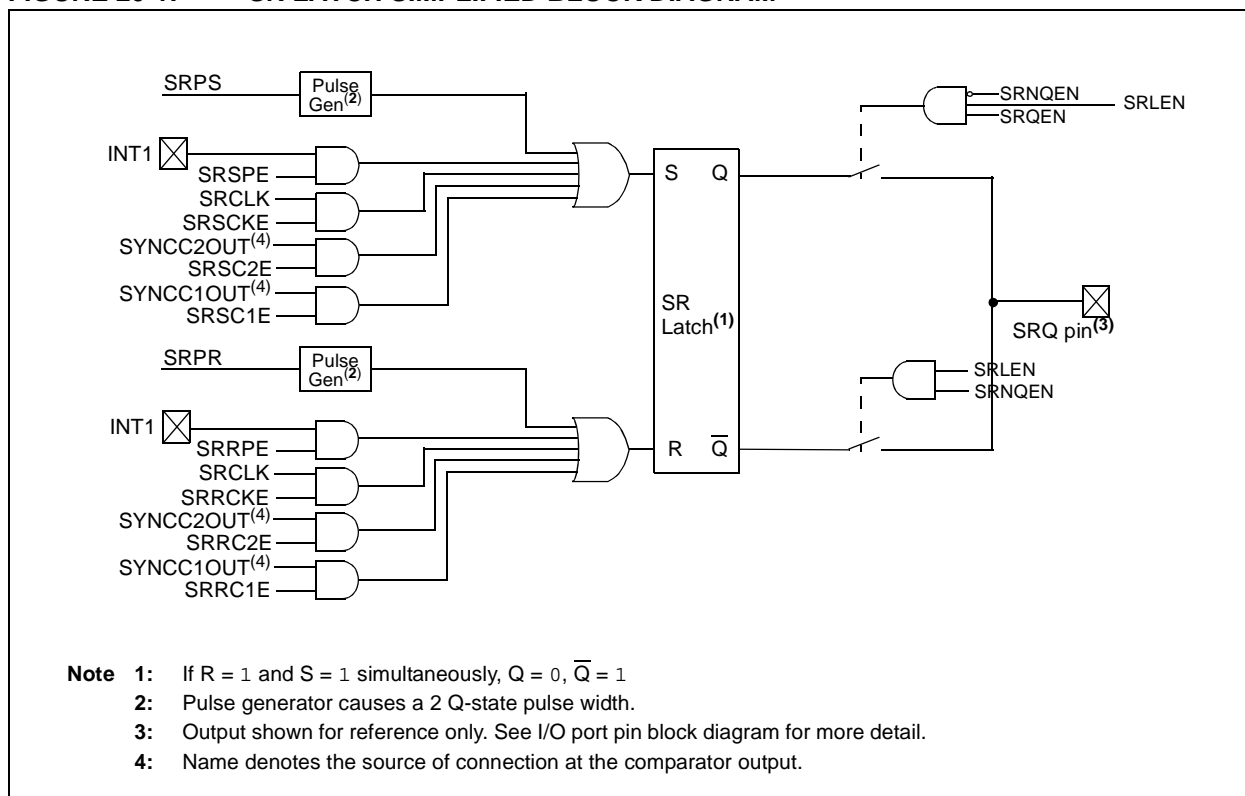 SRPS
Pulse
Gen(2)
INT1
SRSPE
SRCLK
SRSCKE
SYNCC2OUT(4)
SRSC2E
SYNCC1OUT(4)
SRSC1E
SRPR
Pulse
Gen(2)
INT1
SRRPE
SRCLK
SRRCKE
SYNCC2OUT(4)
SRRC2E
SYNCC1OUT(4)
SRRC1E
S Q
SR
Latch(1)
R Q̅
SRNQEN
SRLEN
SRQEN
SRQ pin(3)
SRLEN
SRNQEN
Note 1: If R = 1 and S = 1 simultaneously, Q = 0, Q̅ = 1
2: Pulse generator causes a 2 Q-state pulse width.
3: Output shown for reference only. See I/O port pin block diagram for more detail.
4: Name denotes the source of connection at the comparator output.